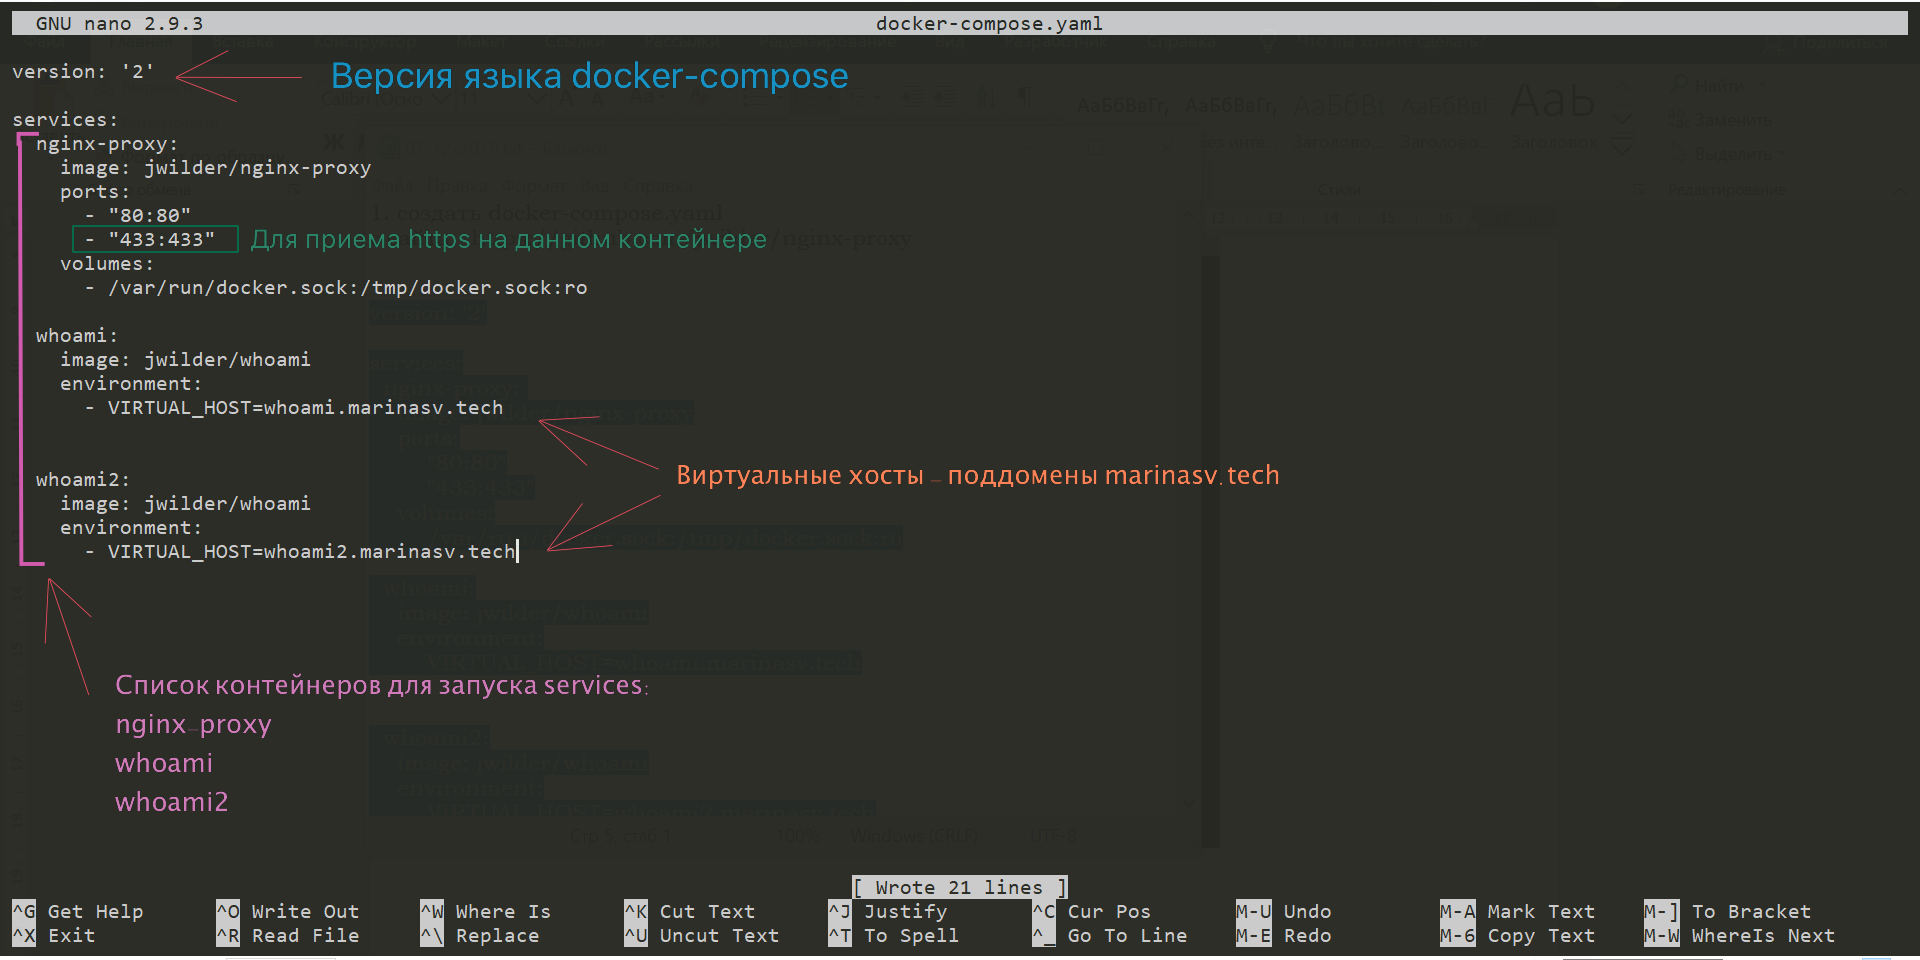 GNU nano 2.9.3 docker-compose.yaml
version: '2'
Версия языка docker-compose
services:
nginx-proxy:
image: jwilder/nginx-proxy
ports:
- "80:80"
- "433:433"
Для приема https на данном контейнере
volumes:
- /var/run/docker.sock:/tmp/docker.sock:ro
whoami:
image: jwilder/whoami
environment:
- VIRTUAL_HOST=whoami.marinasv.tech
Виртуальные хосты - поддомены marinasv.tech
whoami2:
image: jwilder/whoami
environment:
- VIRTUAL_HOST=whoami2.marinasv.tech
Список контейнеров для запуска services:
nginx-proxy
whoami
whoami2
[ Wrote 21 lines ]
^G Get Help ^O Write Out ^W Where Is ^K Cut Text ^J Justify ^C Cur Pos M-U Undo M-A Mark Text M-] To Bracket
^X Exit ^R Read File ^\ Replace ^U Uncut Text ^T To Spell ^_ Go To Line M-E Redo M-6 Copy Text M-W WhereIs Next